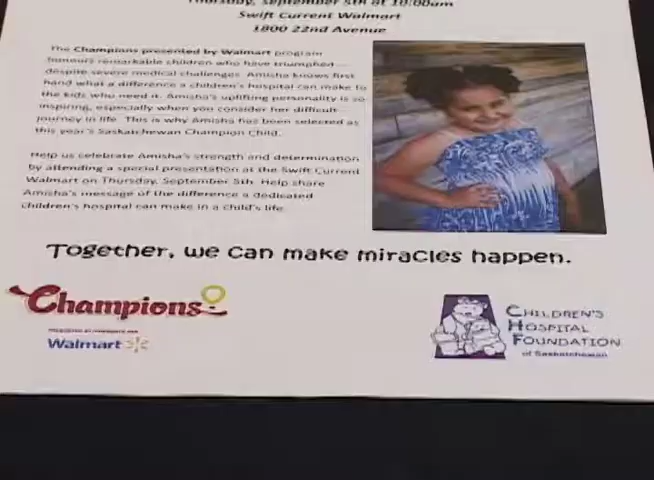 Thursday, September 5th at 10:00am
Swift Current Walmart
1800 22nd Avenue
The Champions presented by Walmart program
honours remarkable children who have triumphed
despite severe medical challenges. Amisha knows first
hand what a difference a children's hospital can make to
the kids who need it. Amisha's uplifting personality is so
inspiring, especially when you consider her difficult
journey in life. This is why Amisha has been selected as
this year's Saskatchewan Champion Child.
Help us celebrate Amisha's strength and determination
by attending a special presentation at the Swift Current
Walmart on Thursday, September 5th. Help share
Amisha's message of the difference a dedicated
children's hospital can make in a child's life.
Together, we can make miracles happen.
Champions
Walmart
CHILDREN'S
HOSPITAL
FOUNDATION
of Saskatchewan